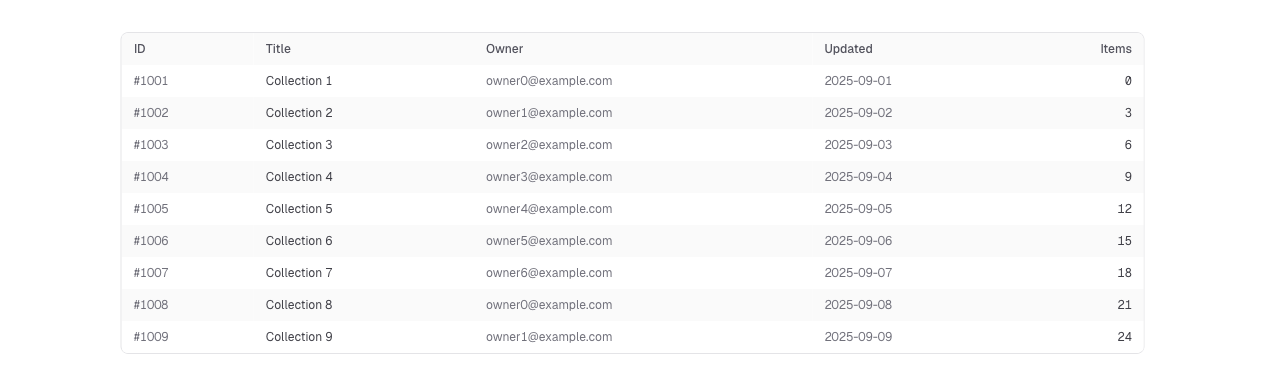 ID Title Owner Updated Items
#1001 Collection 1 owner0@example.com 2025-09-01 0
#1002 Collection 2 owner1@example.com 2025-09-02 3
#1003 Collection 3 owner2@example.com 2025-09-03 6
#1004 Collection 4 owner3@example.com 2025-09-04 9
#1005 Collection 5 owner4@example.com 2025-09-05 12
#1006 Collection 6 owner5@example.com 2025-09-06 15
#1007 Collection 7 owner6@example.com 2025-09-07 18
#1008 Collection 8 owner0@example.com 2025-09-08 21
#1009 Collection 9 owner1@example.com 2025-09-09 24